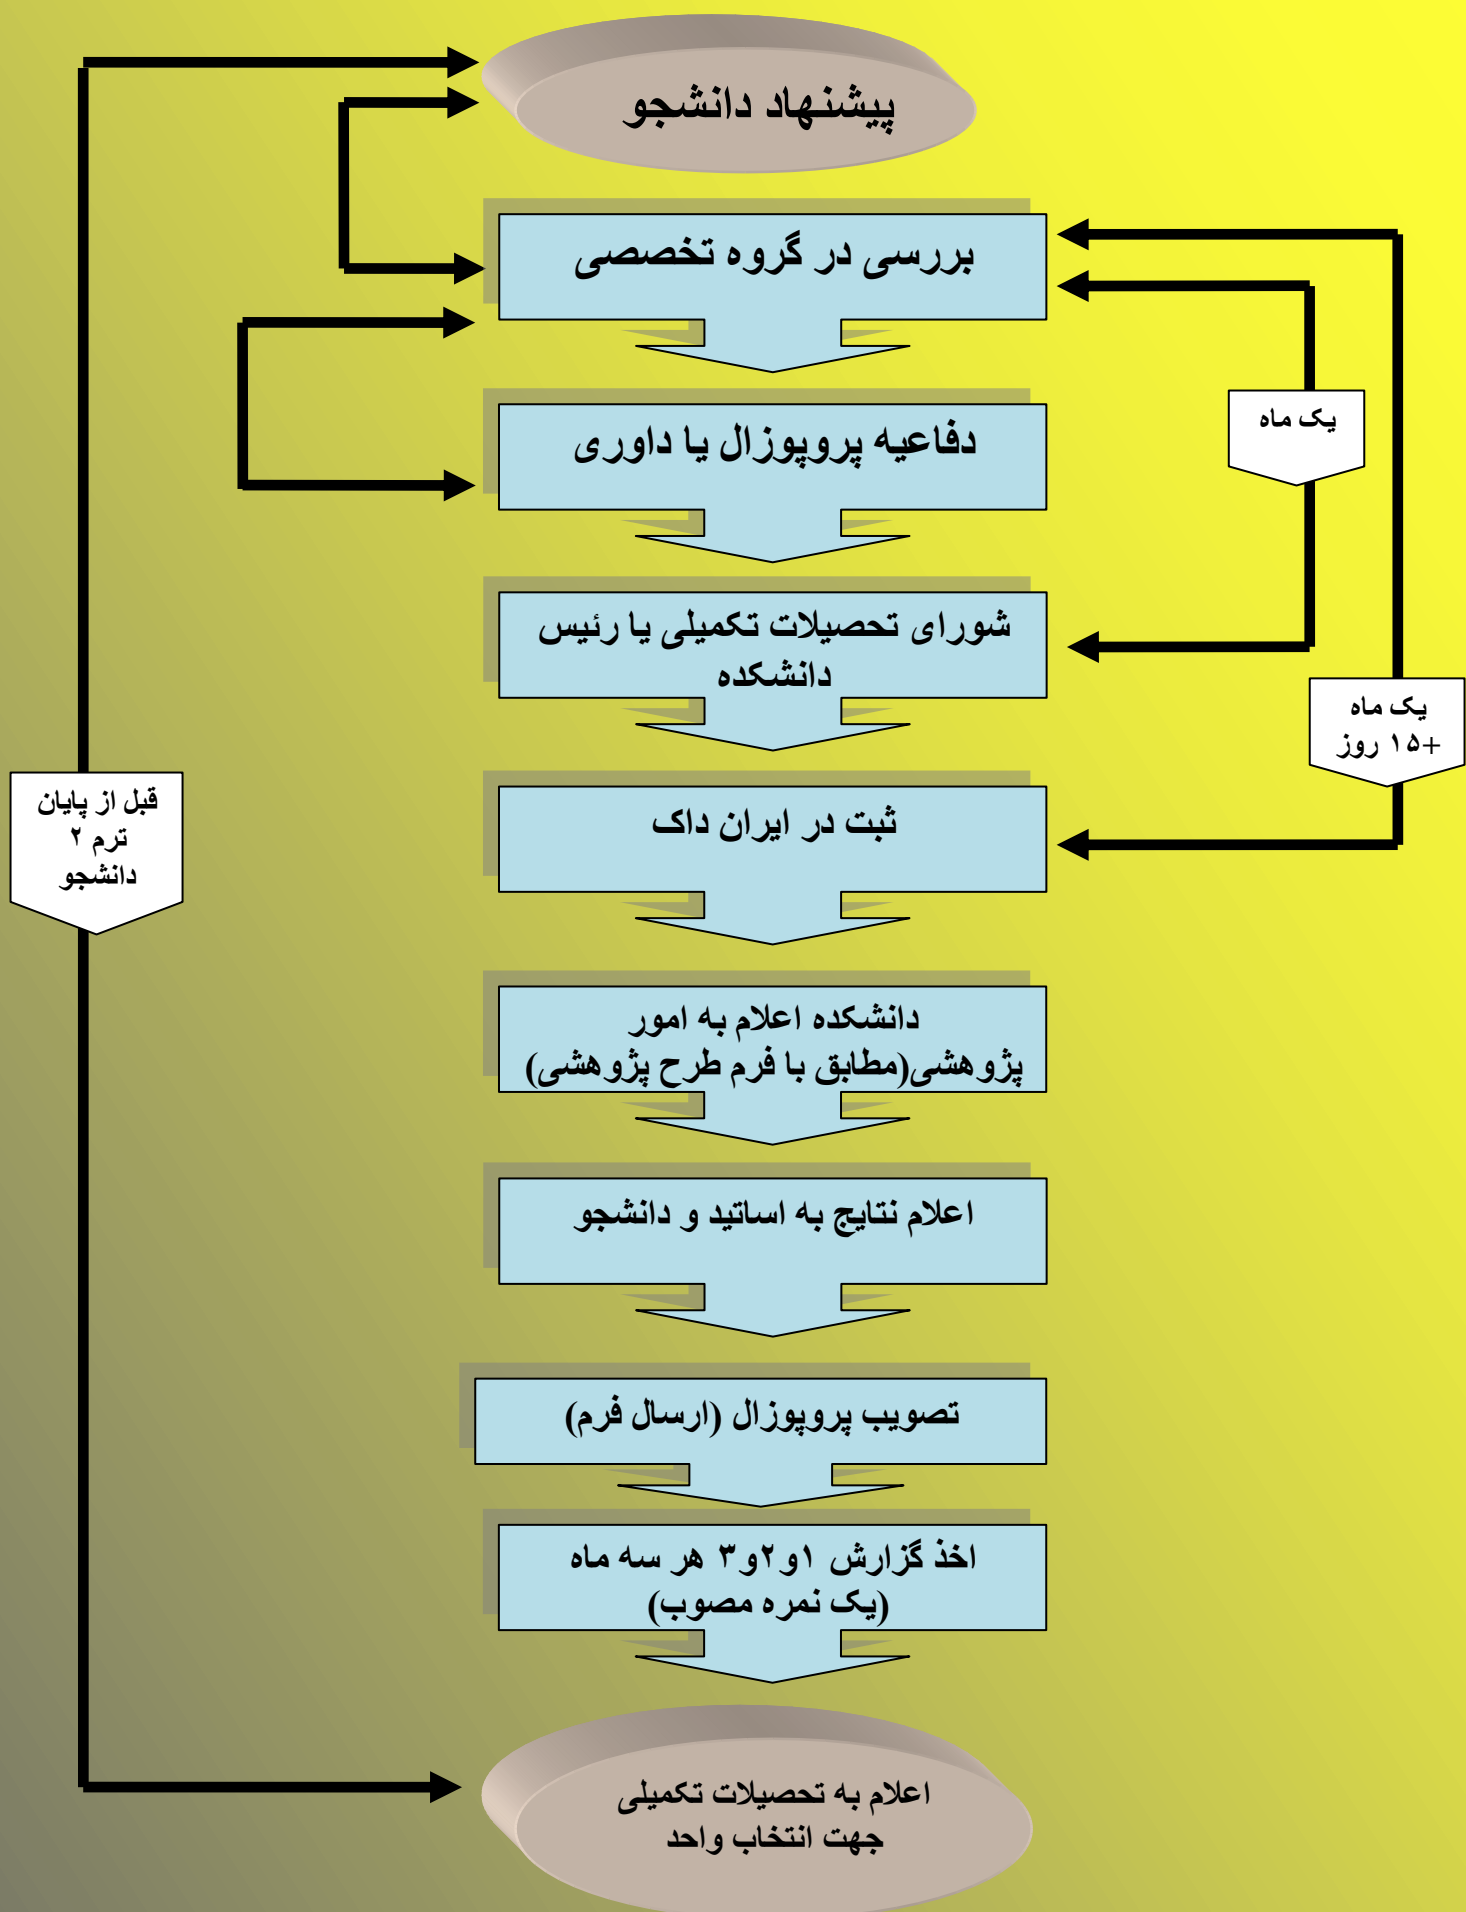 پیشنهاد دانشجو
بررسی در گروه تخصصی
یک ماه
دفاعیه پروپوزال یا داوری
شورای تحصیلات تکمیلی یا رئیس
دانشکده
یک ماه
+۱۵ روز
قبل از پایان
ترم ۲
دانشجو
ثبت در ایران داک
دانشکده اعلام به امور
پژوهشی(مطابق با فرم طرح پژوهشی)
اعلام نتایج به اساتید و دانشجو
تصویب پروپوزال (ارسال فرم)
اخذ گزارش ۱و۲و۳ هر سه ماه
(یک نمره مصوب)
اعلام به تحصیلات تکمیلی
جهت انتخاب واحد